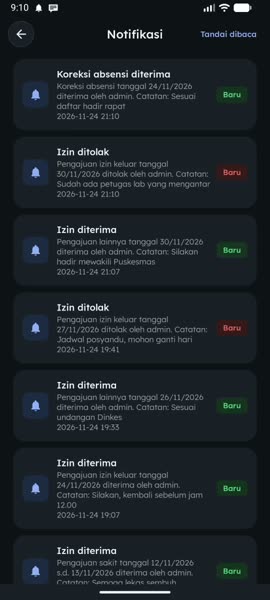 9:10
Notifikasi
Tandai dibaca
Koreksi absensi diterima
Koreksi absensi tanggal 24/11/2026
diterima oleh admin. Catatan: Sesuai
daftar hadir rapat
2026-11-24 21:10
Baru
Izin ditolak
Pengajuan izin keluar tanggal
30/11/2026 ditolak oleh admin. Catatan:
Sudah ada petugas lab yang mengantar
2026-11-24 21:10
Baru
Izin diterima
Pengajuan lainnya tanggal 30/11/2026
diterima oleh admin. Catatan: Silakan
hadir mewakili Puskesmas
2026-11-24 21:07
Baru
Izin ditolak
Pengajuan izin keluar tanggal
27/11/2026 ditolak oleh admin. Catatan:
Jadwal posyandu, mohon ganti hari
2026-11-24 19:41
Baru
Izin diterima
Pengajuan lainnya tanggal 26/11/2026
diterima oleh admin. Catatan: Sesuai
undangan Dinkes
2026-11-24 19:33
Baru
Izin diterima
Pengajuan izin keluar tanggal
24/11/2026 diterima oleh admin.
Catatan: Silakan, kembali sebelum jam
12.00
2026-11-24 19:07
Baru
Izin diterima
Pengajuan sakit tanggal 12/11/2026
s.d. 13/11/2026 diterima oleh admin.
Catatan: Semoga lekas sembuh
Baru